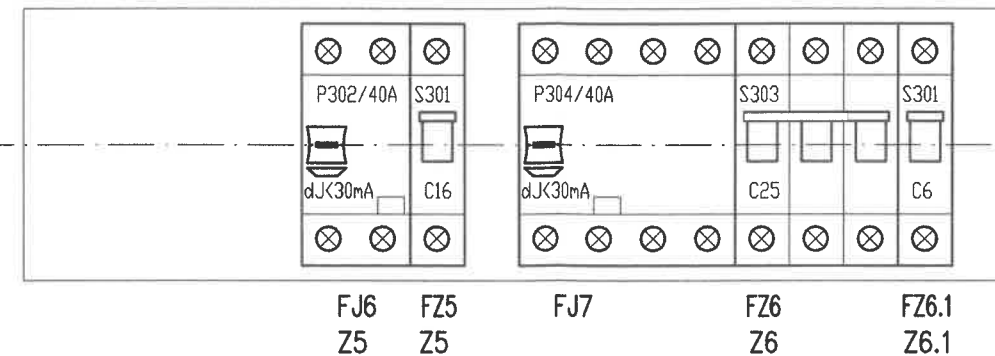 P302/40A S301 P304/40A S303 S301
dJ<30mA C16 dJ<30mA C25 C6
FJ6 FZ5 FJ7 FZ6 FZ6.1
Z5 Z5 Z6 Z6.1